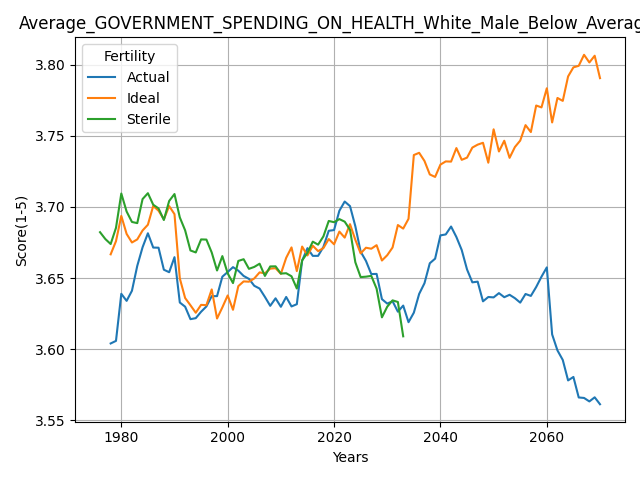 Average_GOVERNMENT_SPENDING_ON_HEALTH_White_Male_Below_Averag
Fertility
Actual
Ideal
Sterile
Score(1-5)
3.80
3.75
3.70
3.65
3.60
3.55
1980
2000
2020
2040
2060
Years